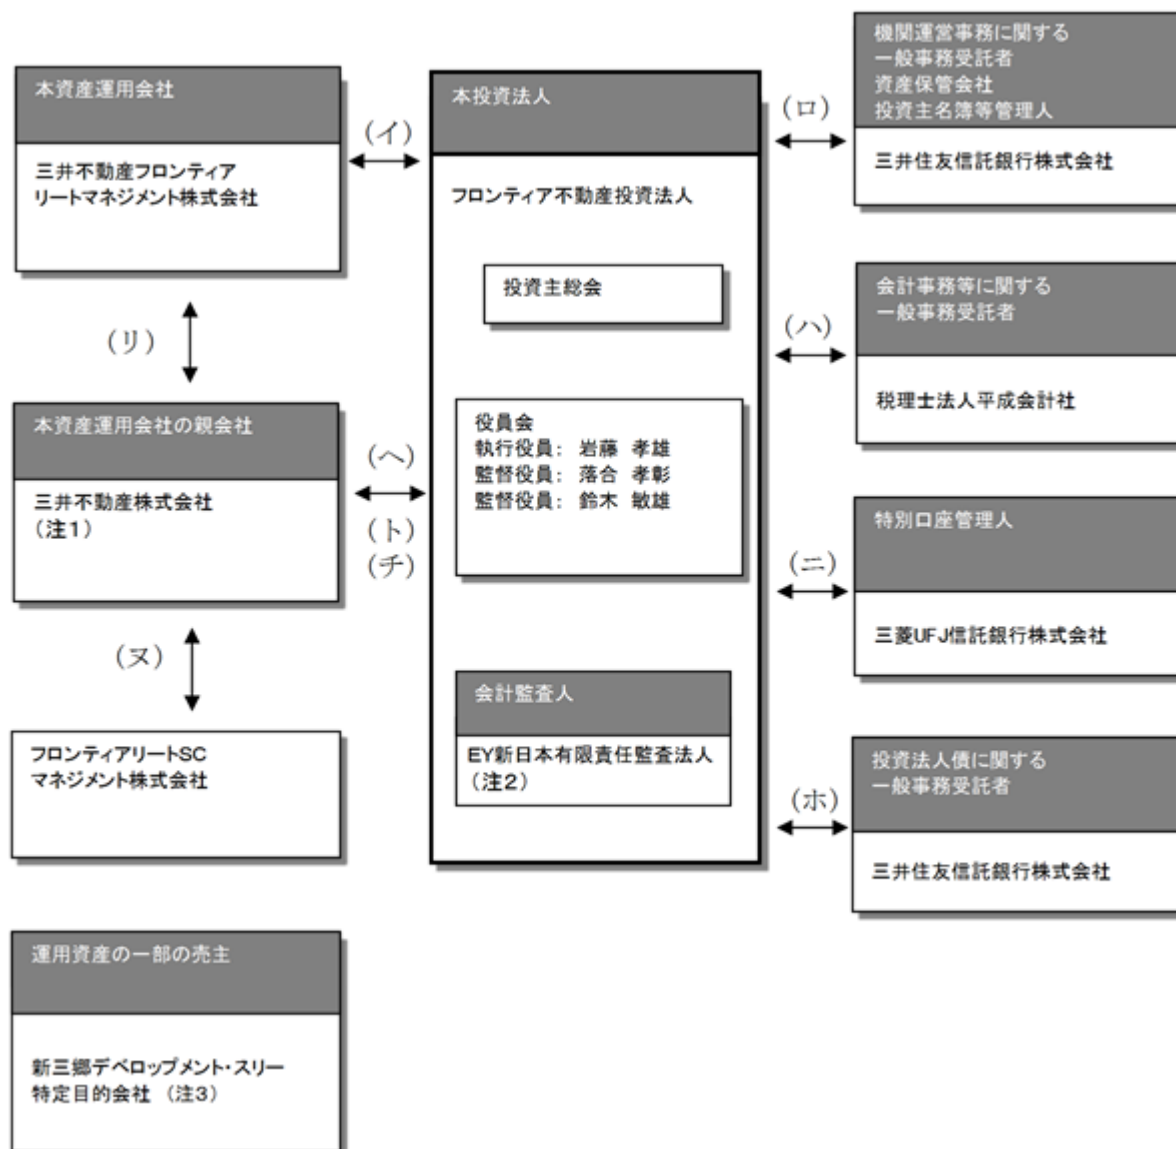 本資産運用会社
三井不動産フロンティア
リートマネジメント株式会社
(イ)
(リ)
本資産運用会社の親会社
三井不動産株式会社
(注1)
(ヘ)
(ト)
(チ)
(ヌ)
フロンティアリートSC
マネジメント株式会社
運用資産の一部の売主
新三郷デベロップメント・スリー
特定目的会社 (注3)
本投資法人
フロンティア不動産投資法人
投資主総会
役員会
執行役員: 岩藤 孝雄
監督役員: 落合 孝彰
監督役員: 鈴木 敏雄
会計監査人
EY新日本有限責任監査法人
(注2)
(ロ)
機関運営事務に関する
一般事務受託者
資産保管会社
投資主名簿等管理人
三井住友信託銀行株式会社
(ハ)
会計事務等に関する
一般事務受託者
税理士法人平成会計社
(ニ)
特別口座管理人
三菱UFJ信託銀行株式会社
(ホ)
投資法人債に関する
一般事務受託者
三井住友信託銀行株式会社